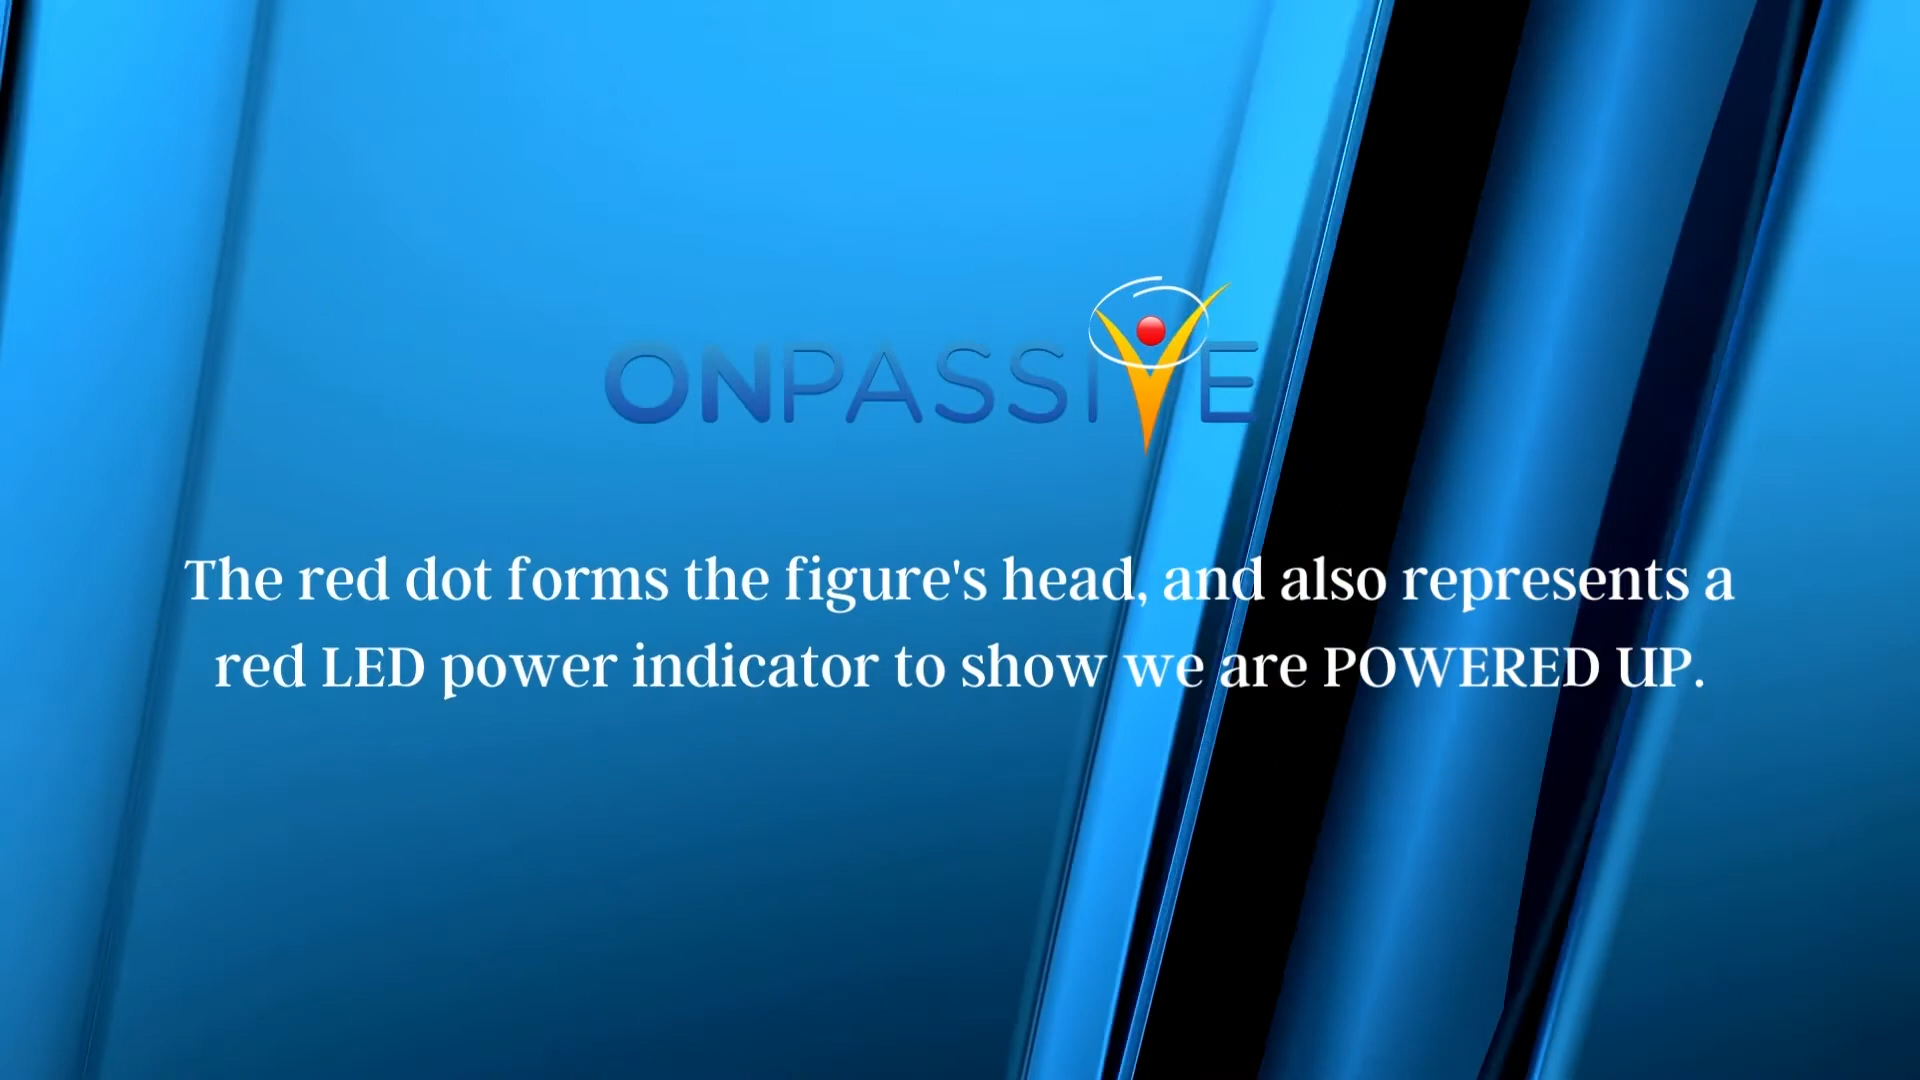 ONPASSIVE
The red dot forms the figure's head, and also represents a
red LED power indicator to show we are POWERED UP.